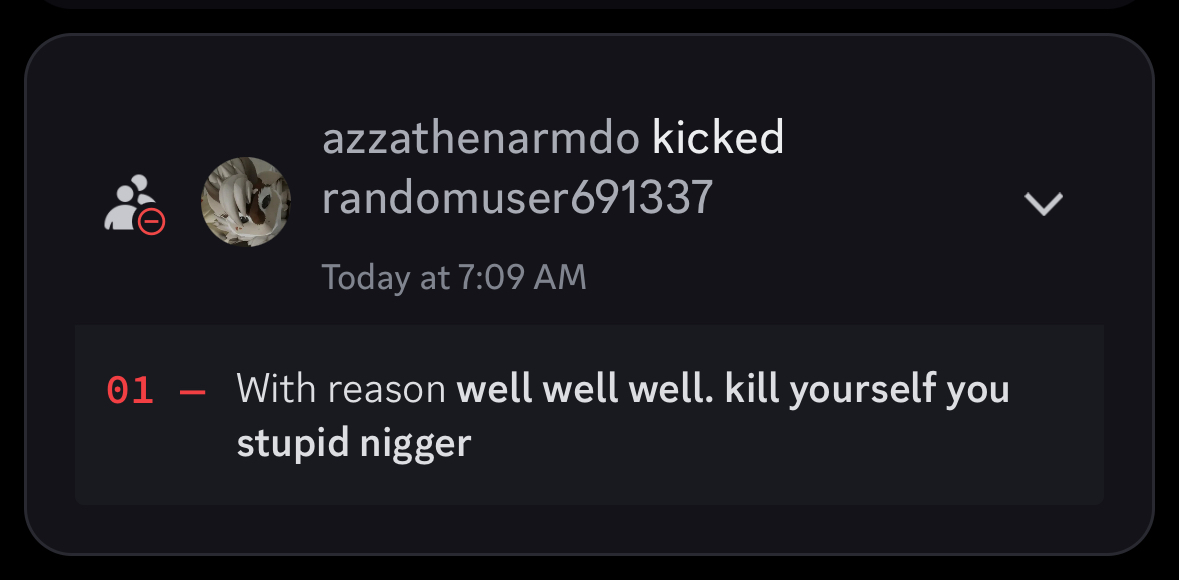 azzathenarmdo kicked
randomuser691337
Today at 7:09 AM
01 — With reason well well well. kill yourself you
stupid nigger